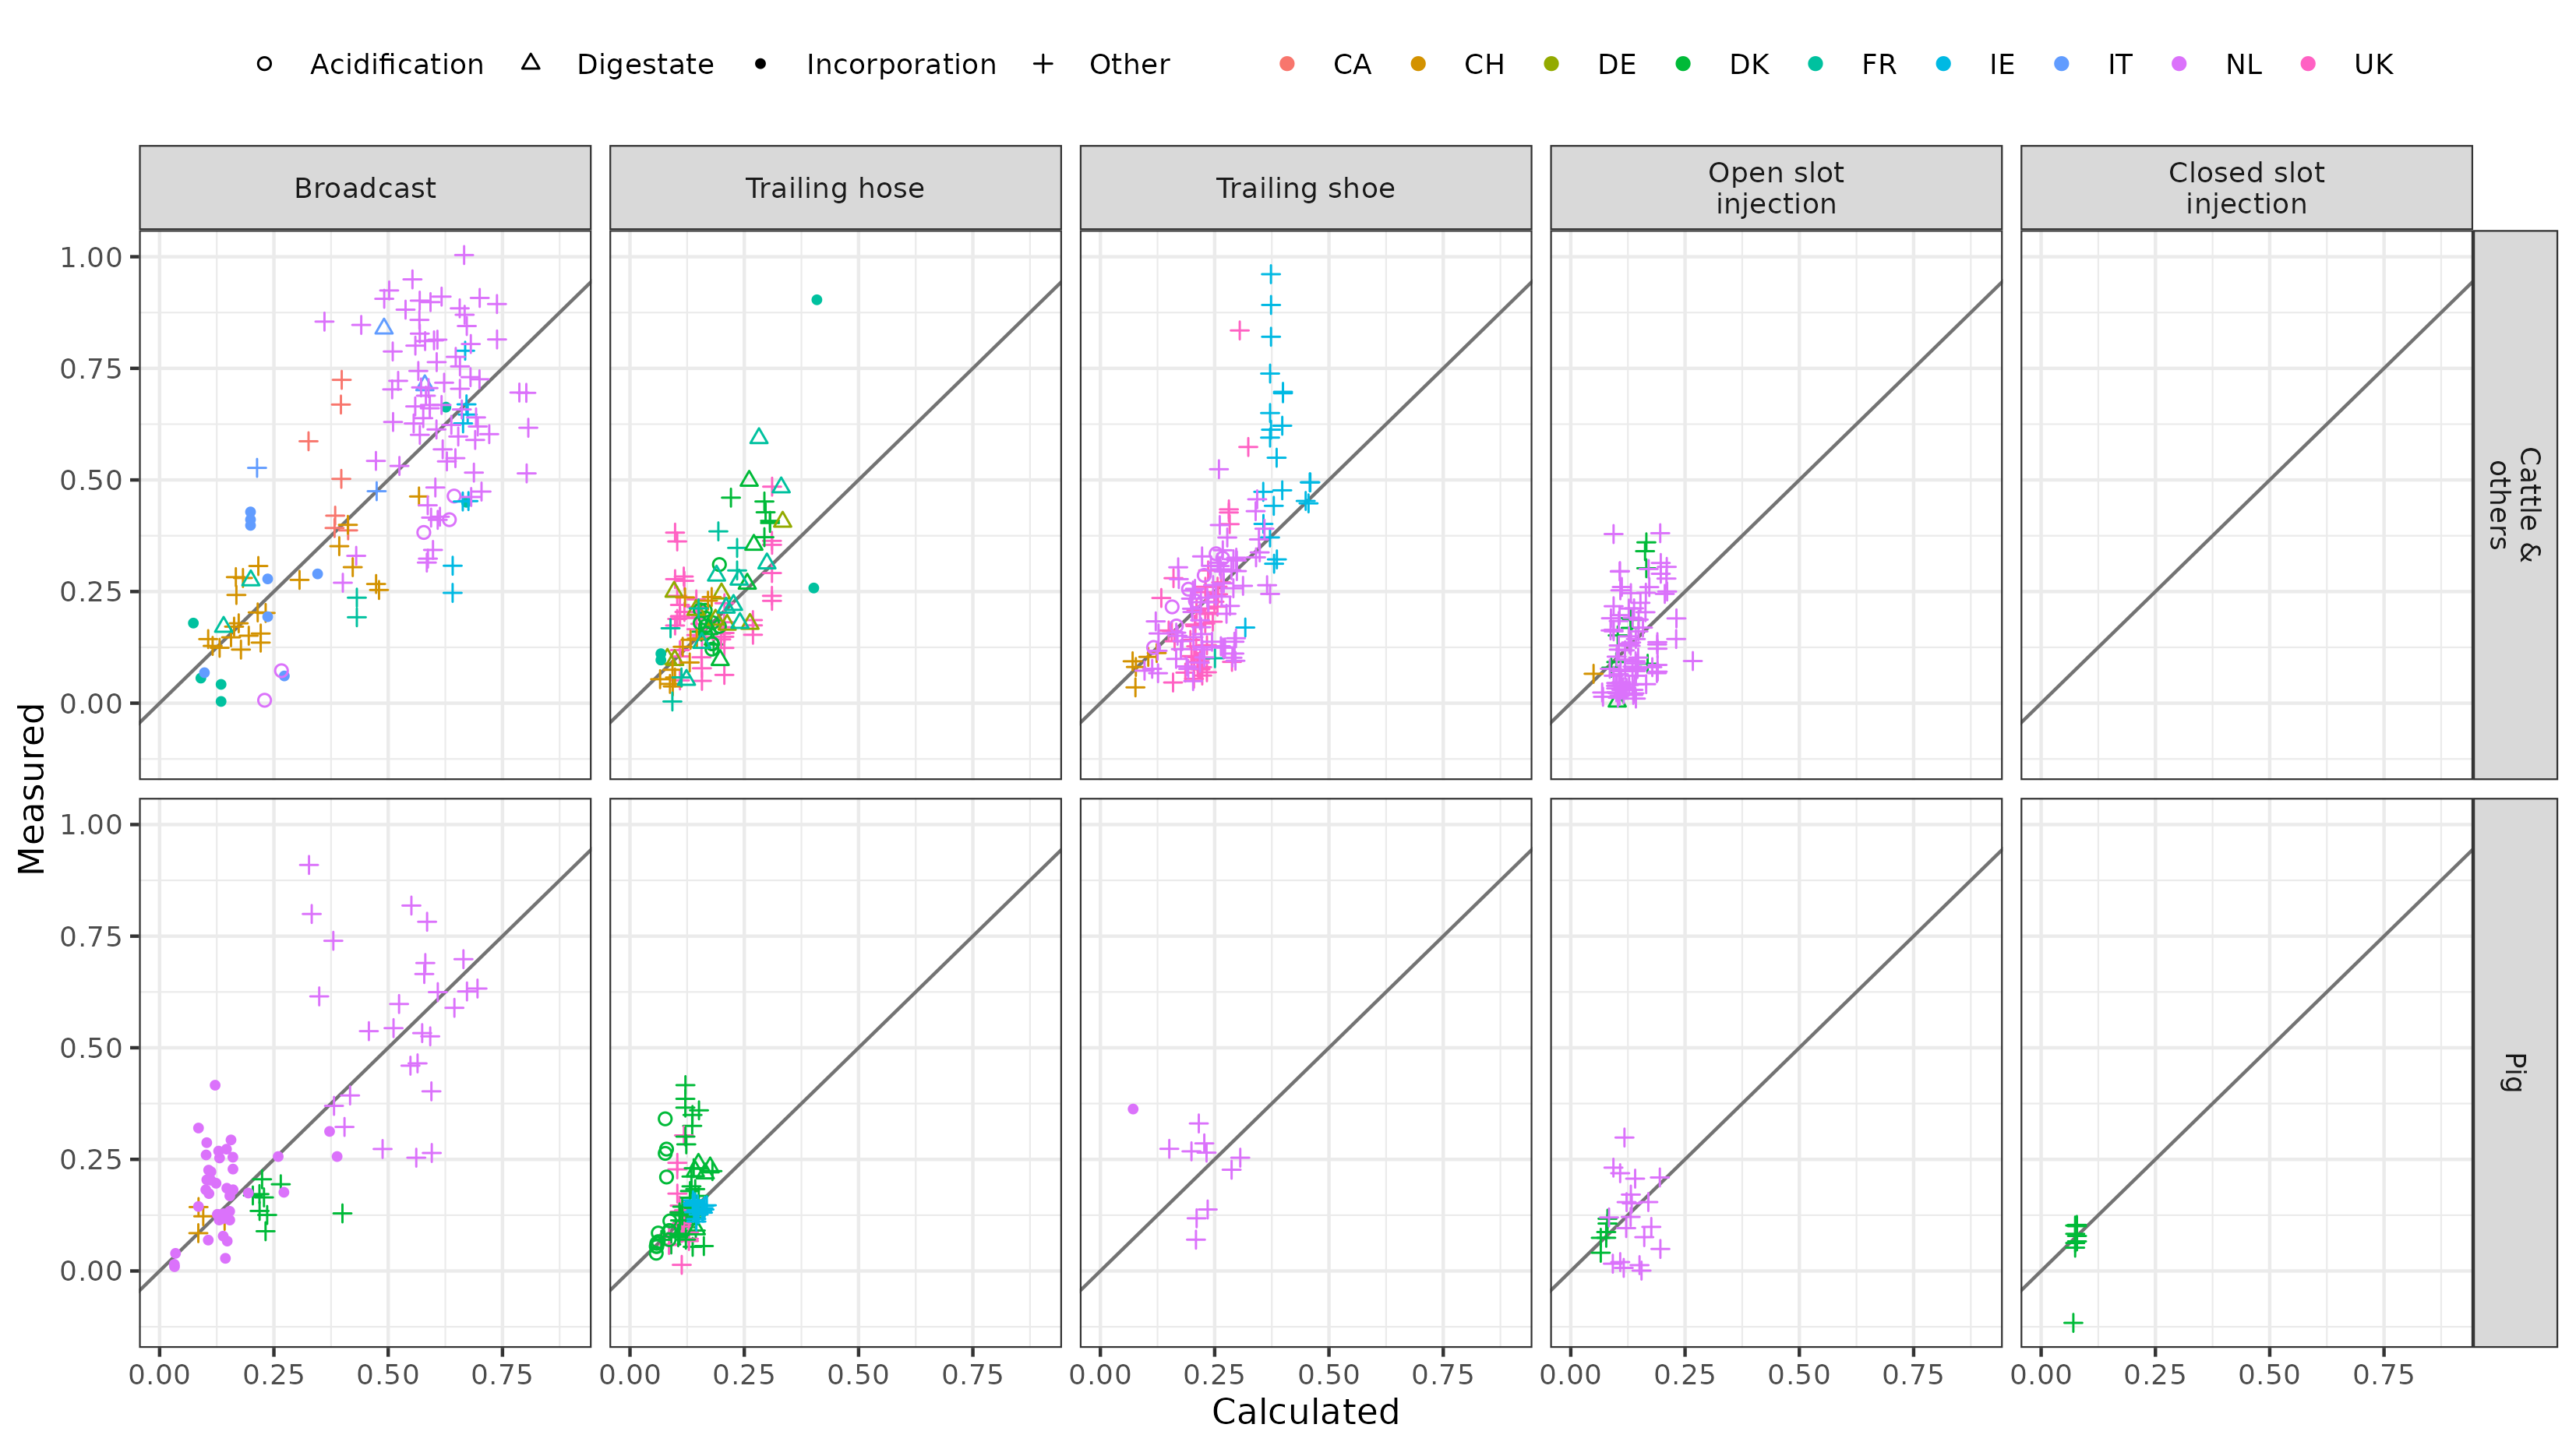 Acidification Digestate Incorporation Other CA CH DE DK FR IE IT NL UK
Broadcast
Trailing hose
Trailing shoe
Open slot
injection
Closed slot
injection
1.00
0.75
0.50
0.25
0.00
Cattle &
others
1.00
0.75
0.50
0.25
0.00
Pig
Measured
0.00 0.25 0.50 0.75 0.00 0.25 0.50 0.75 0.00 0.25 0.50 0.75 0.00 0.25 0.50 0.75 0.00 0.25 0.50 0.75
Calculated